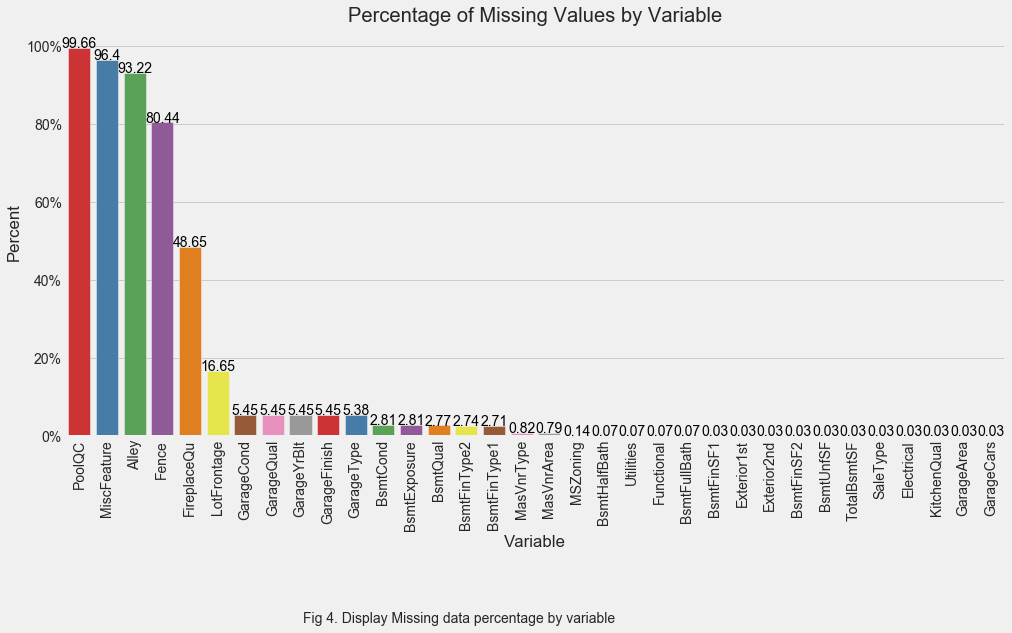 Percentage of Missing Values by Variable
100%
80%
60%
40%
20%
0%
Percent
99.66
96.4
93.22
80.44
48.65
16.65
5.45
5.45
5.45
5.45
5.38
2.81
2.81
2.77
2.74
2.71
0.82
0.79
0.14
0.07
0.07
0.07
0.07
0.03
0.03
0.03
0.03
0.03
0.03
0.03
0.03
0.03
0.03
0.03
PoolQC
MiscFeature
Alley
Fence
FireplaceQu
LotFrontage
GarageCond
GarageQual
GarageYrBlt
GarageFinish
GarageType
BsmtCond
BsmtExposure
BsmtQual
BsmtFinType2
BsmtFinType1
MasVnrType
MasVnrArea
MSZoning
BsmtHalfBath
Utilities
Functional
BsmtFullBath
BsmtFinSF1
Exterior1st
Exterior2nd
BsmtFinSF2
BsmtUnfSF
TotalBsmtSF
SaleType
Electrical
KitchenQual
GarageArea
GarageCars
Variable
Fig 4. Display Missing data percentage by variable